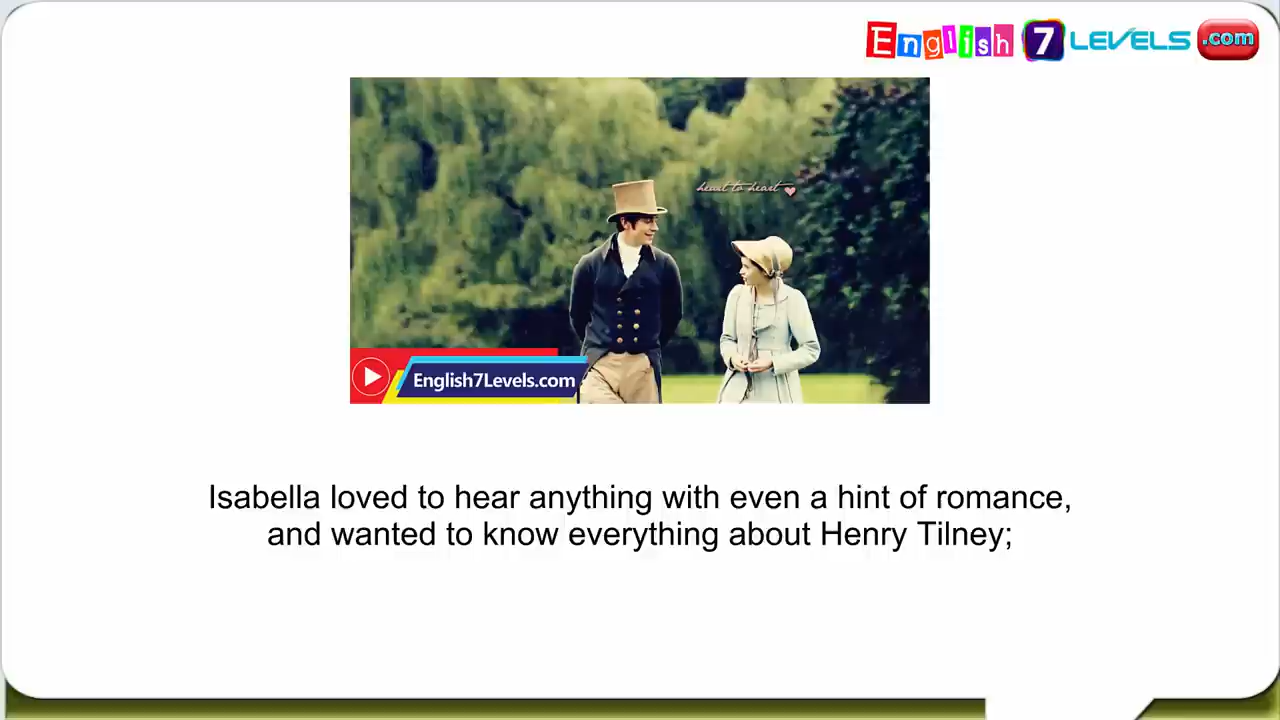 English 7 LEVELS .com
heart to heart
English7Levels.com
Isabella loved to hear anything with even a hint of romance,
and wanted to know everything about Henry Tilney;